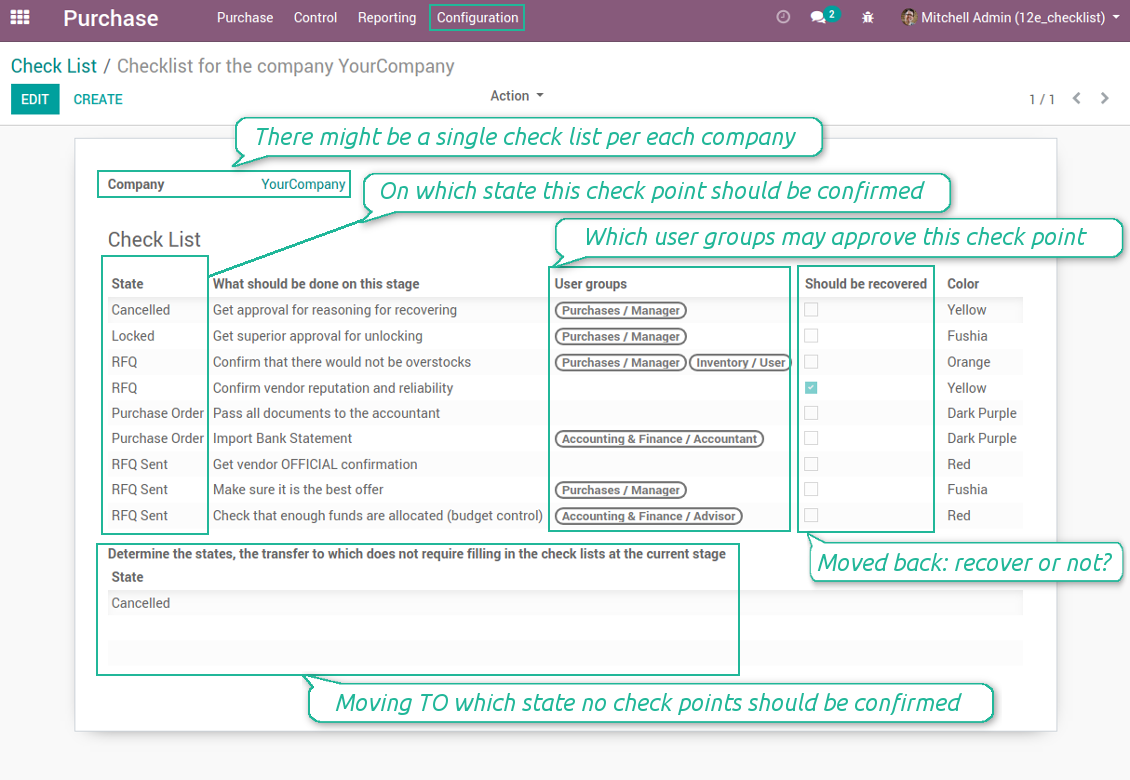 Purchase Purchase Control Reporting Configuration 2 Mitchell Admin (12e_checklist)
Check List / Checklist for the company YourCompany
EDIT CREATE Action 1 / 1
There might be a single check list per each company
Company YourCompany
On which state this check point should be confirmed
Which user groups may approve this check point
Check List
State What should be done on this stage User groups Should be recovered Color
Cancelled Get approval for reasoning for recovering Purchases / Manager Yellow
Locked Get superior approval for unlocking Purchases / Manager Fushia
RFQ Confirm that there would not be overstocks Purchases / Manager Inventory / User Orange
RFQ Confirm vendor reputation and reliability Yellow
Purchase Order Pass all documents to the accountant Dark Purple
Purchase Order Import Bank Statement Accounting & Finance / Accountant Dark Purple
RFQ Sent Get vendor OFFICIAL confirmation Red
RFQ Sent Make sure it is the best offer Purchases / Manager Fushia
RFQ Sent Check that enough funds are allocated (budget control) Accounting & Finance / Advisor Red
Determine the states, the transfer to which does not require filling in the check lists at the current stage
Moved back: recover or not?
State
Cancelled
Moving TO which state no check points should be confirmed